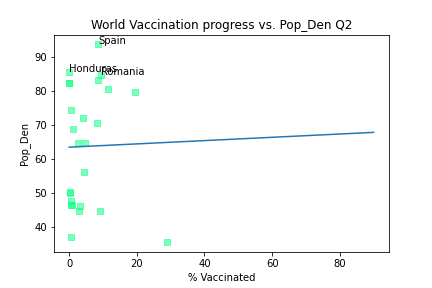 World Vaccination progress vs. Pop_Den Q2
Spain
Honduras
Romania
90
80
70
60
50
40
Pop_Den
0
20
40
60
80
% Vaccinated